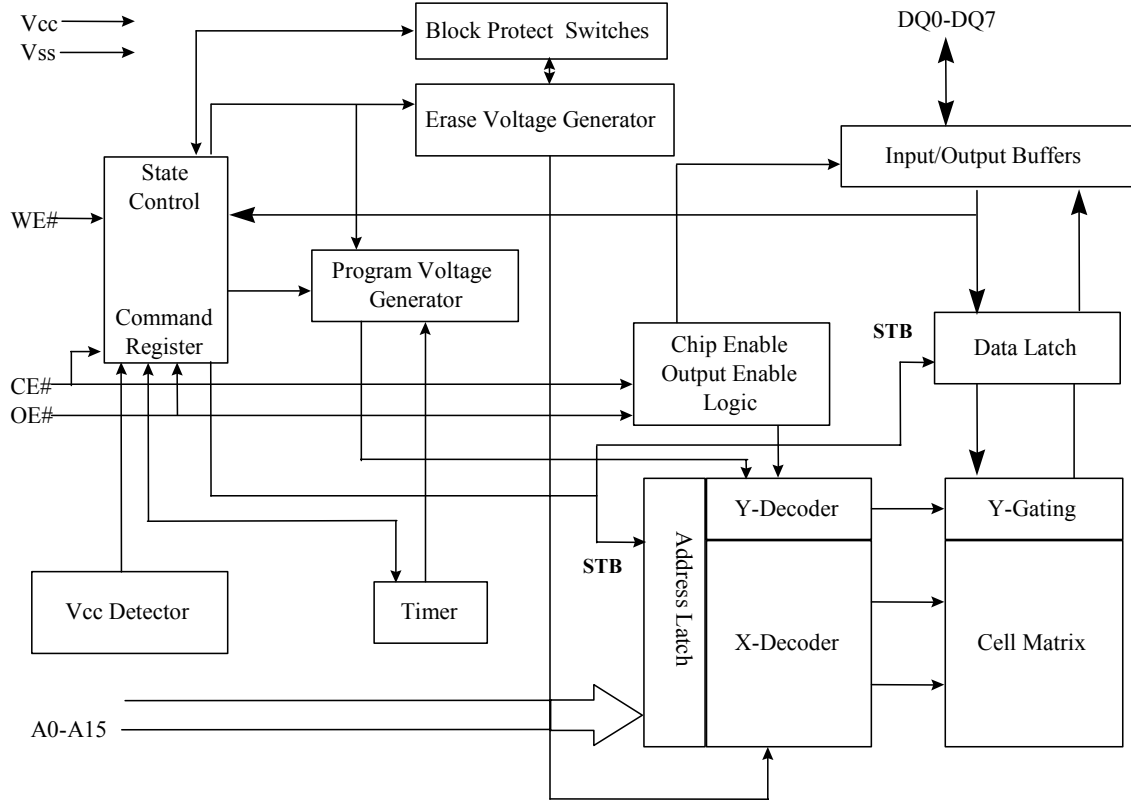 Vcc
Vss
Block Protect Switches
DQ0-DQ7
Erase Voltage Generator
Input/Output Buffers
State
Control
WE#
Program Voltage
Generator
Command
Register
STB
Data Latch
Chip Enable
Output Enable
Logic
CE#
OE#
Y-Decoder
Y-Gating
STB
Address Latch
Vcc Detector
Timer
X-Decoder
Cell Matrix
A0-A15